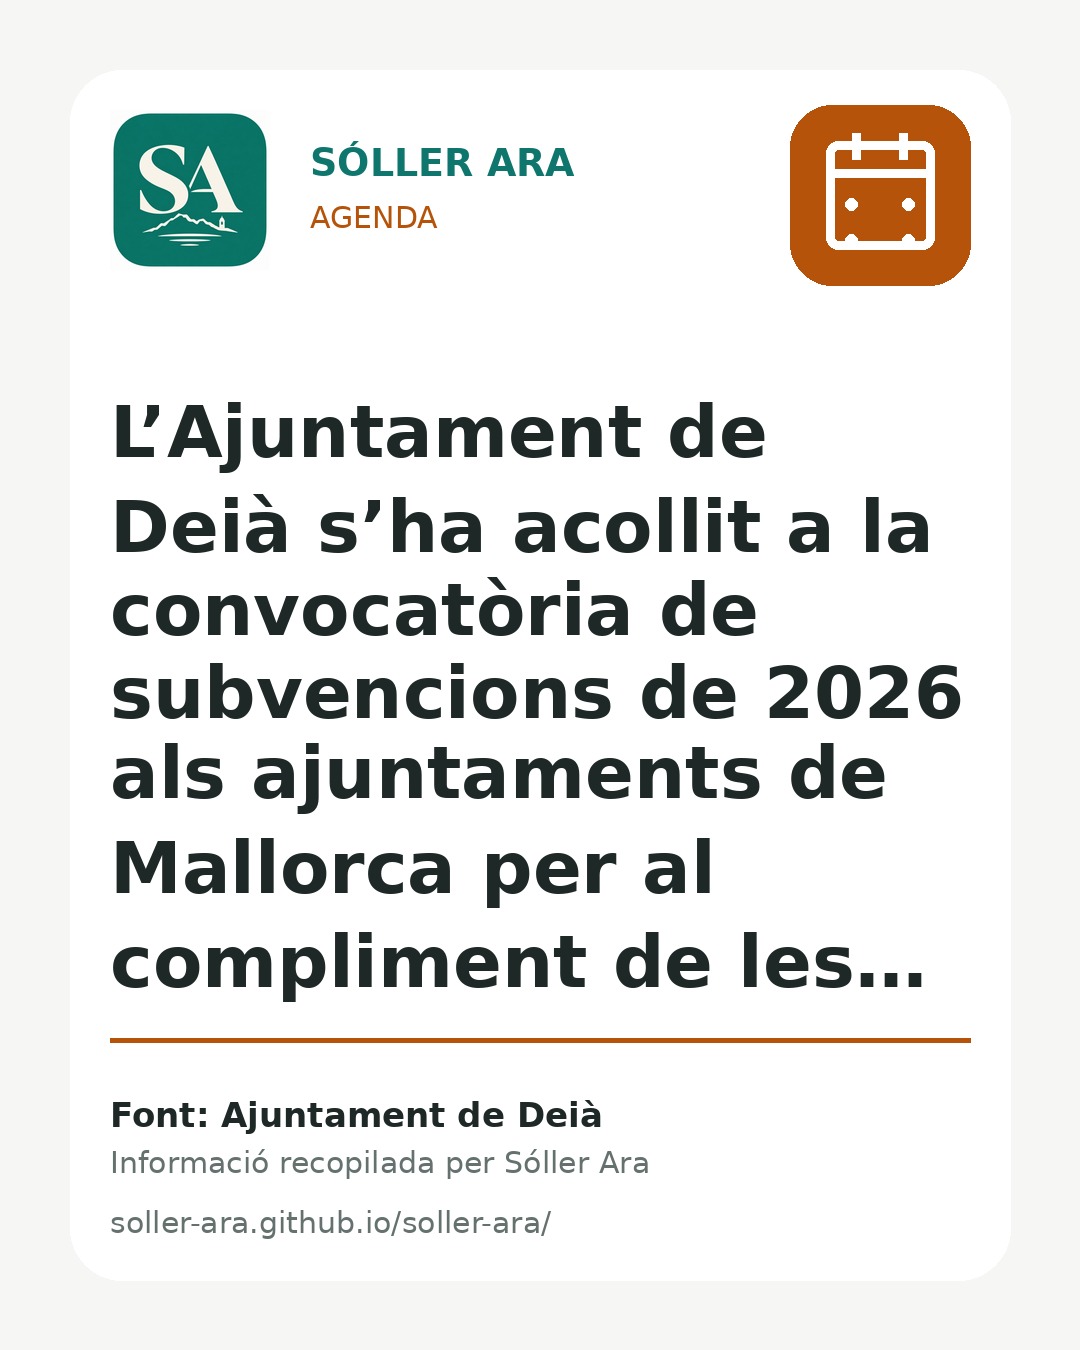 SA
SÓLLER ARA
AGENDA
L’Ajuntament de
Deià s’ha acollit a la
convocatòria de
subvencions de 2026
als ajuntaments de
Mallorca per al
compliment de les…
Font: Ajuntament de Deià
Informació recopilada per Sóller Ara
soller-ara.github.io/soller-ara/